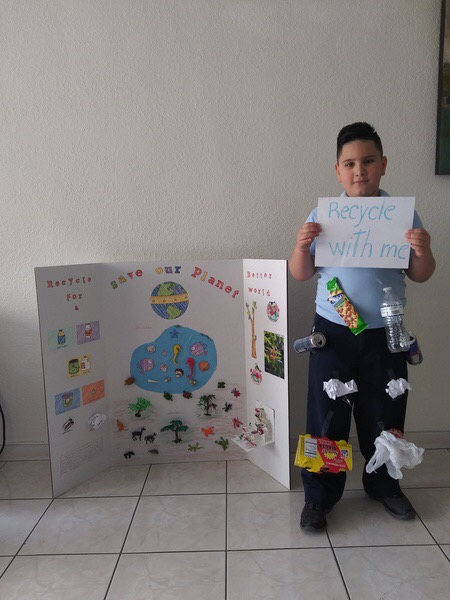 Recycle
with me
Save our Planet
Recycle
For a
Better
world